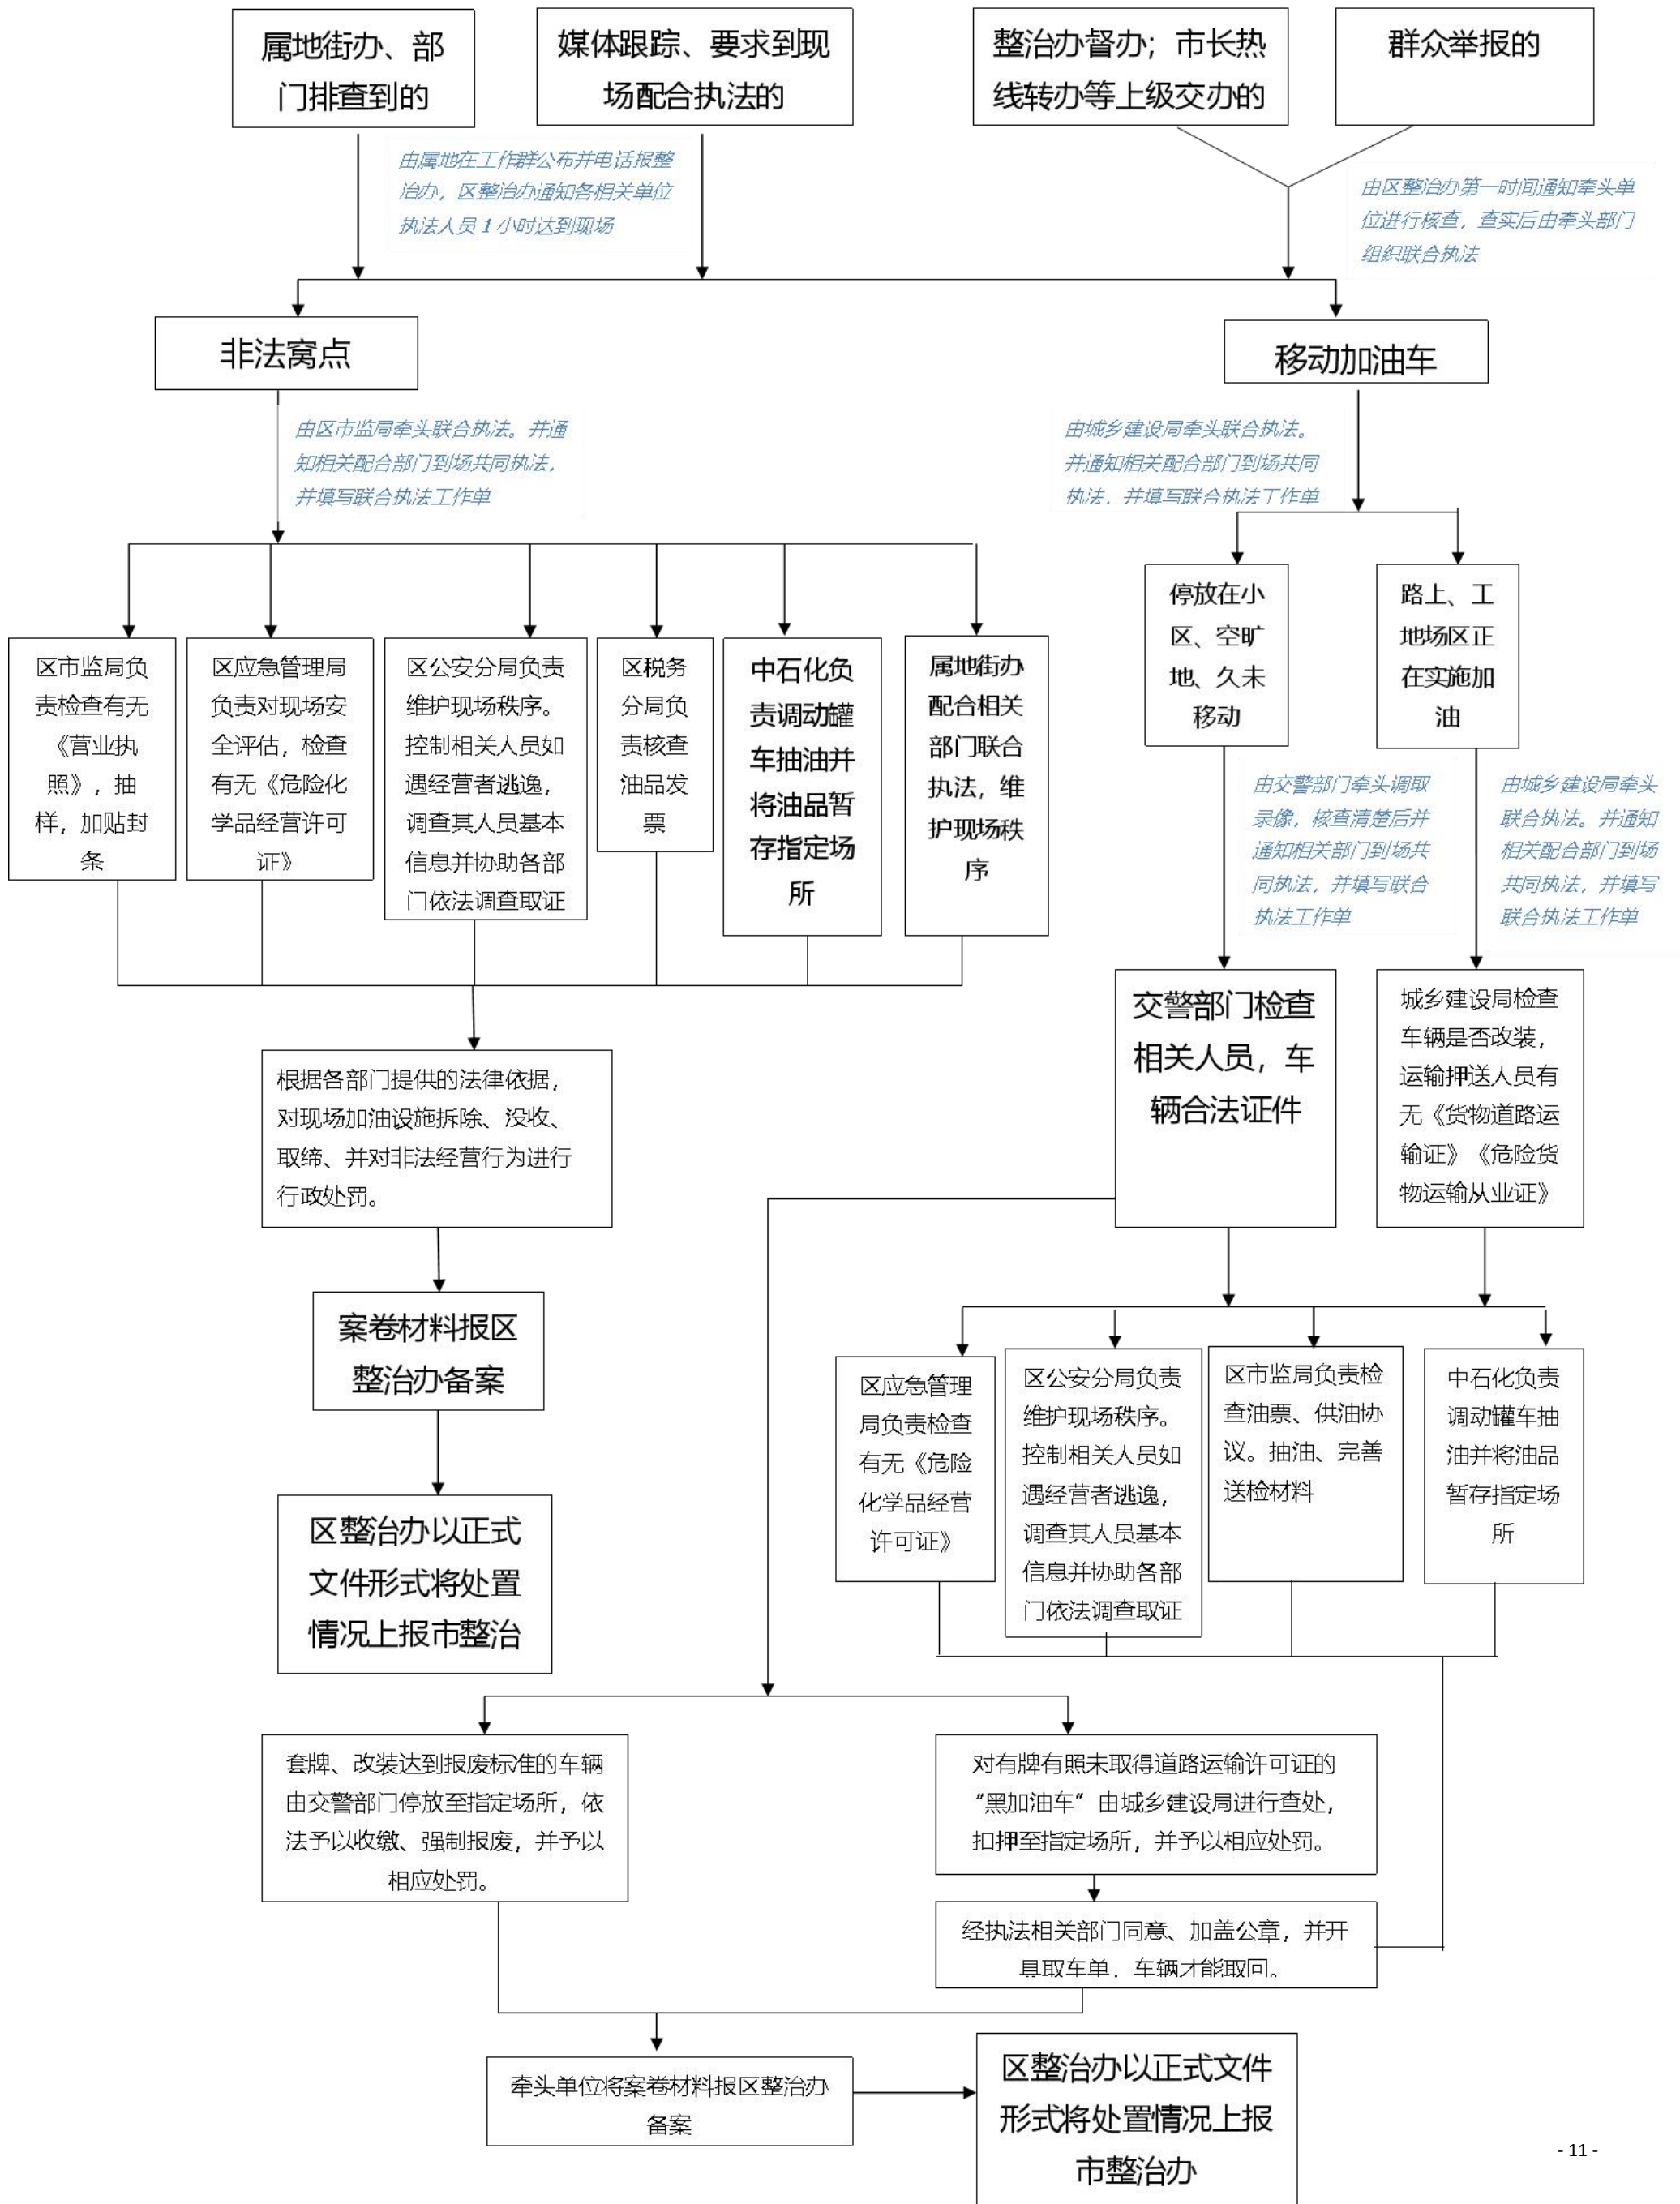 属地街办、部
门排查到的
媒体跟踪、要求到现
场配合执法的
整治办督办；市长热
线转办等上级交办的
群众举报的
由属地在工作群公布并电话报整
治办，区整治办通知各相关单位
执法人员1小时达到现场
由区整治办第一时间通知牵头单
位进行核查，查实后由牵头部门
组织联合执法
非法窝点
移动加油车
由区市监局牵头联合执法。并通
知相关配合部门到场共同执法，
并填写联合执法工作单
由城乡建设局牵头联合执法。
并通知相关配合部门到场共同
执法，并填写联合执法工作单
停放在小
区、空旷
地、久未
移动
路上、工
地场区正
在实施加
油
区市监局负
责检查有无
《营业执
照》，抽
样，加贴封
条
区应急管理局
负责对现场安
全评估，检查
有无《危险化
学品经营许可
证》
区公安分局负责
维护现场秩序。
控制相关人员如
遇经营者逃逸，
调查其人员基本
信息并协助各部
门依法调查取证
区税务
分局负
责核查
油品发
票
中石化负
责调动罐
车抽油并
将油品暂
存指定场
所
属地街办
配合相关
部门联合
执法，维
护现场秩
序
由交警部门牵头调取
录像，核查清楚后并
通知相关部门到场共
同执法，并填写联合
执法工作单
由城乡建设局牵头
联合执法。并通知
相关配合部门到场
共同执法，并填写
联合执法工作单
交警部门检查
相关人员，车
辆合法证件
城乡建设局检查
车辆是否改装，
运输押送人员有
无《货物道路运
输证》《危险货
物运输从业证》
根据各部门提供的法律依据，
对现场加油设施拆除、没收、
取缔、并对非法经营行为进行
行政处罚。
案卷材料报区
整治办备案
区整治办以正式
文件形式将处置
情况上报市整治
区应急管理
局负责检查
有无《危险
化学品经营
许可证》
区公安分局负责
维护现场秩序。
控制相关人员如
遇经营者逃逸，
调查其人员基本
信息并协助各部
门依法调查取证
区市监局负责检
查油票、供油协
议。抽油、完善
送检材料
中石化负责
调动罐车抽
油并将油品
暂存指定场
所
套牌、改装达到报废标准的车辆
由交警部门停放至指定场所，依
法予以收缴、强制报废，并予以
相应处罚。
对有牌有照未取得道路运输许可证的
"黑加油车“由城乡建设局进行查处，
扣押至指定场所，并予以相应处罚。
经执法相关部门同意、加盖公章，并开
具取车单，车辆才能取回。
牵头单位将案卷材料报区整治办
备案
区整治办以正式文件
形式将处置情况上报
市整治办
- 11 -